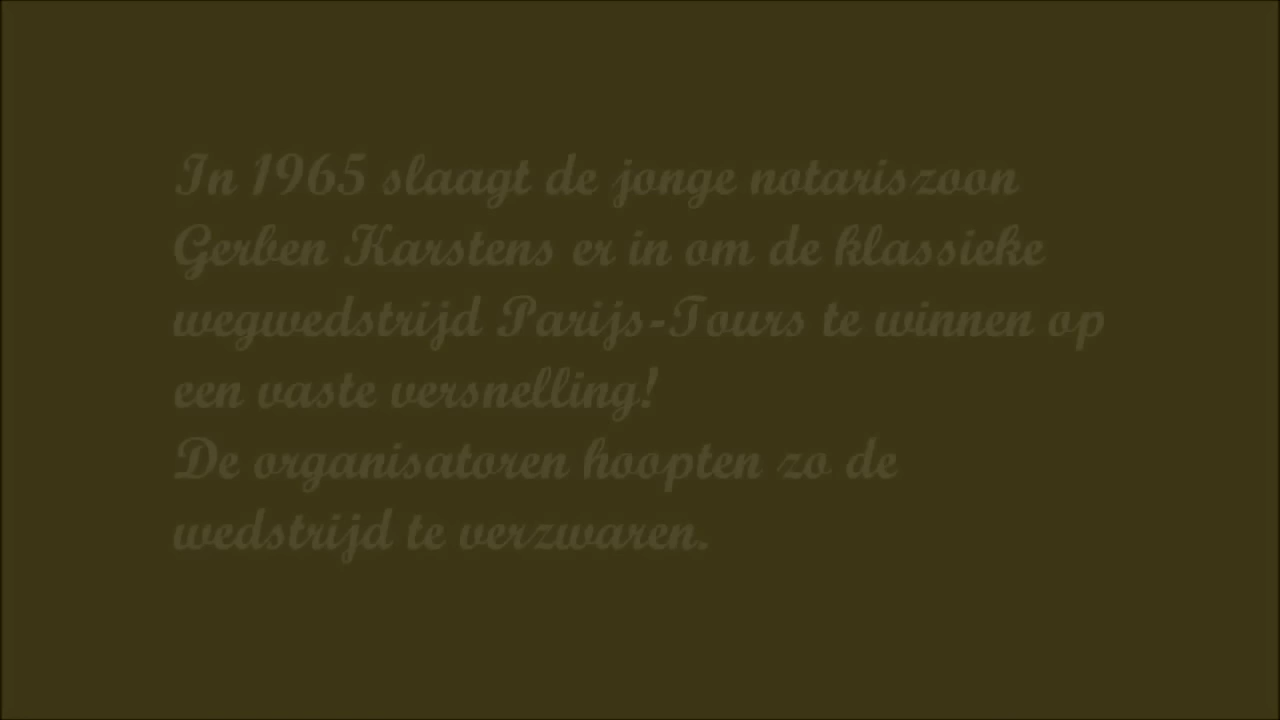 In 1965 slaagt de jonge notariszoon
Gerben Karstens er in om de klassieke
wegwedstrijd Parijs-Tours te winnen op
een vaste versnelling!
De organisatoren hoopten zo de
wedstrijd te verzwaren.